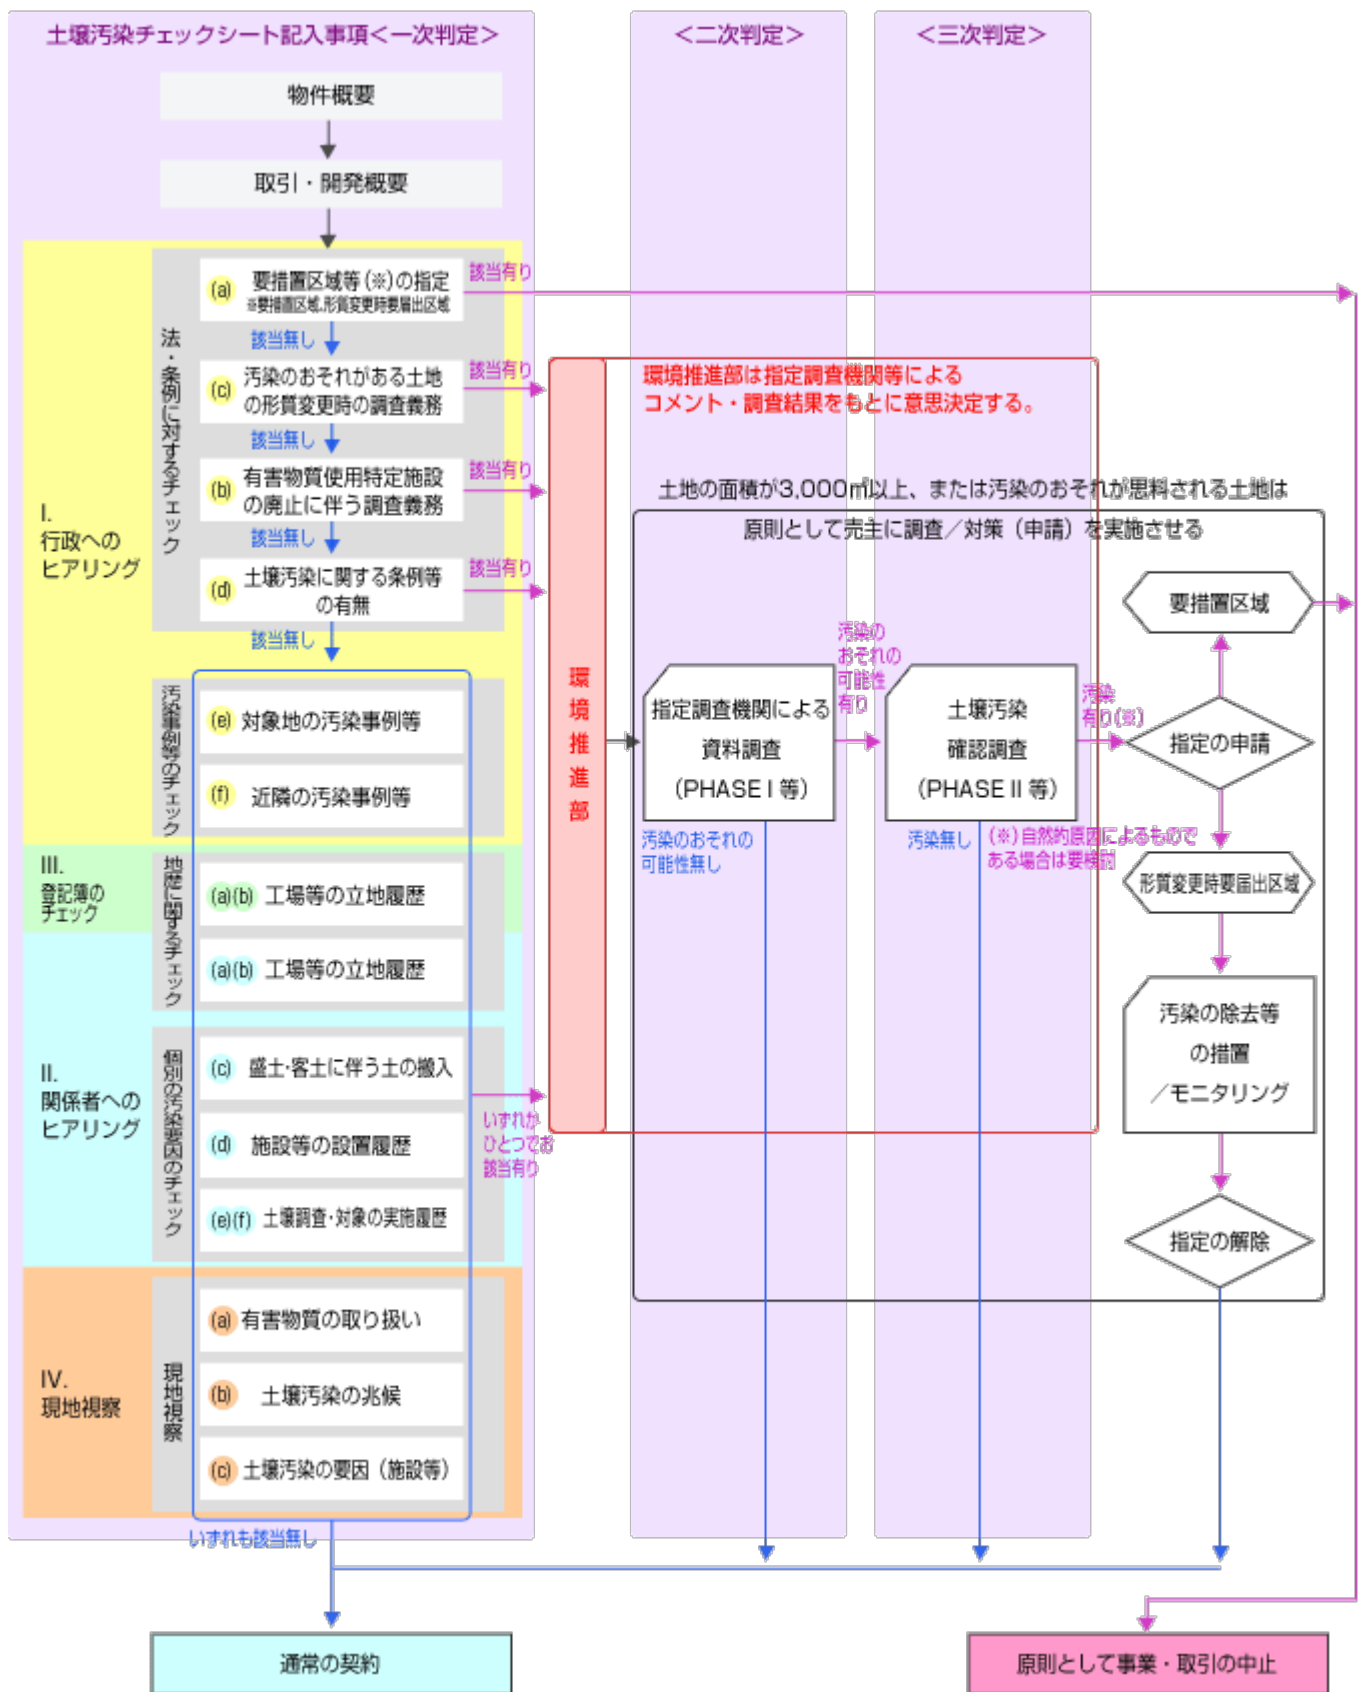 土壌汚染チェックシート記入事項＜一次判定＞
＜二次判定＞
＜三次判定＞
物件概要
取引・開発概要
I.
行政への
ヒアリング
法・条例に対するチェック
(a) 要措置区域等(※)の指定
※要措置区域、形質変更時要届出区域
該当有り
該当無し
(c) 汚染のおそれがある土地
の形質変更時の調査義務
該当有り
該当無し
(b) 有害物質使用特定施設
の廃止に伴う調査義務
該当有り
該当無し
(d) 土壌汚染に関する条例等
の有無
該当有り
該当無し
汚染事例等のチェック
(e) 対象地の汚染事例等
(f) 近隣の汚染事例等
III.
登記簿の
チェック
地歴に関するチェック
(a)(b) 工場等の立地履歴
(a)(b) 工場等の立地履歴
II.
関係者への
ヒアリング
個別の汚染要因のチェック
(c) 盛土・客土に伴う土の搬入
(d) 施設等の設置履歴
(e)(f) 土壌調査・対象の実施履歴
いずれか
ひとつでお
該当有り
IV.
現地視察
現地視察
(a) 有害物質の取り扱い
(b) 土壌汚染の兆候
(c) 土壌汚染の要因（施設等）
いずれも該当無し
環境推進部
環境推進部は指定調査機関等による
コメント・調査結果をもとに意思決定する。
土地の面積が3,000㎡以上、または汚染のおそれが思料される土地は
原則として売主に調査／対策（申請）を実施させる
指定調査機関による
資料調査
（PHASE I 等）
汚染の
おそれの
可能性
有り
汚染のおそれの
可能性無し
土壌汚染
確認調査
（PHASE II 等）
汚染
有り(※)
汚染無し
(※)自然的原因によるもので
ある場合は要検討
要措置区域
指定の申請
形質変更時要届出区域
汚染の除去等
の措置
／モニタリング
指定の解除
通常の契約
原則として事業・取引の中止